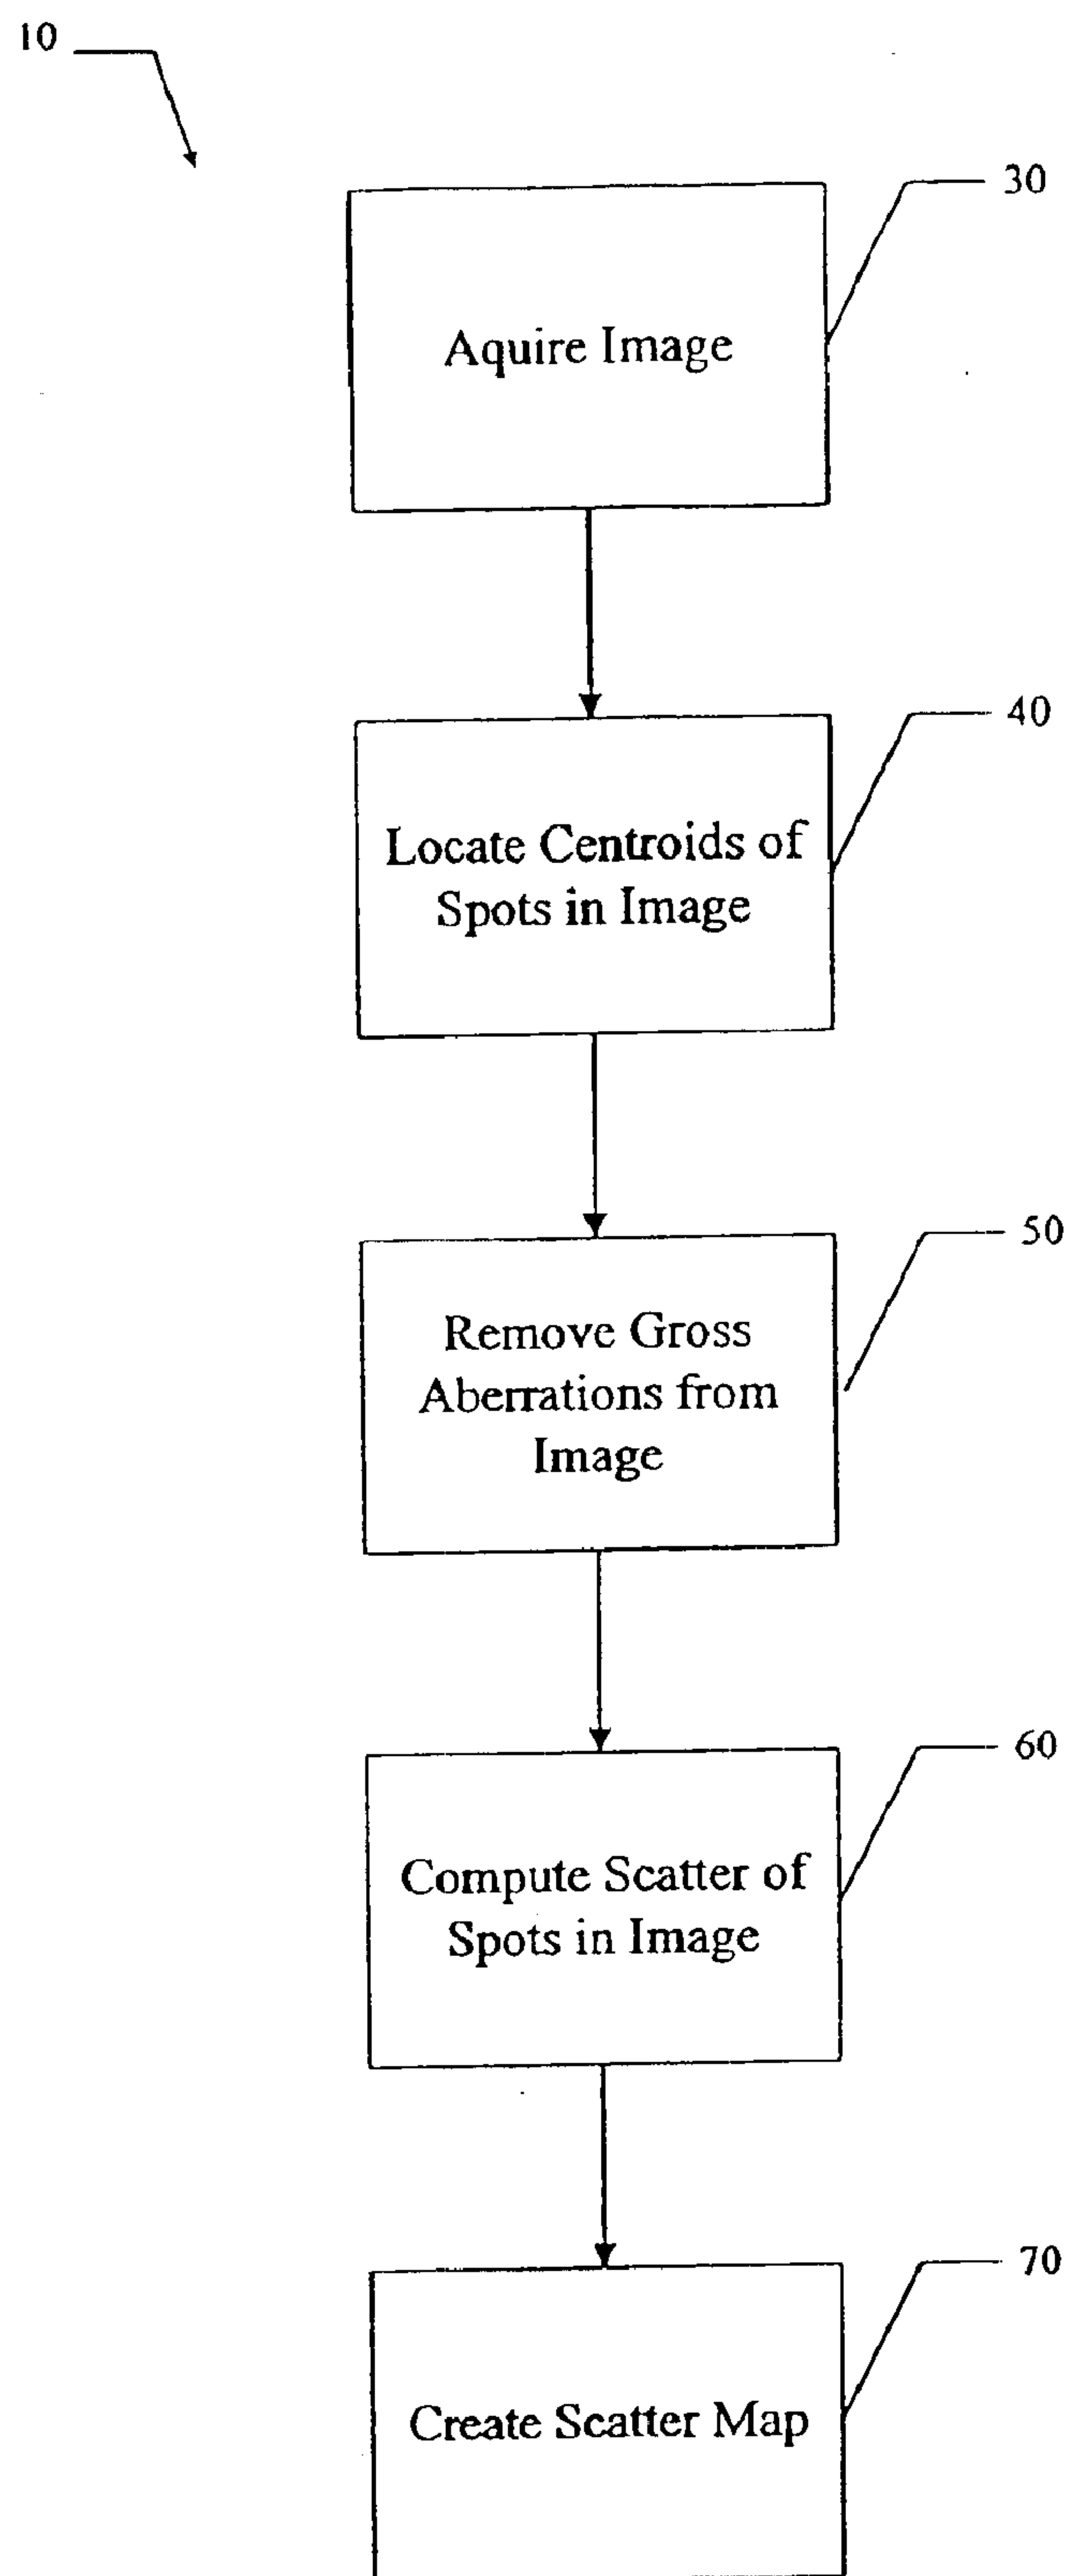 10
30
Aquire Image
40
Locate Centroids of
Spots in Image
50
Remove Gross
Aberrations from
Image
60
Compute Scatter of
Spots in Image
70
Create Scatter Map